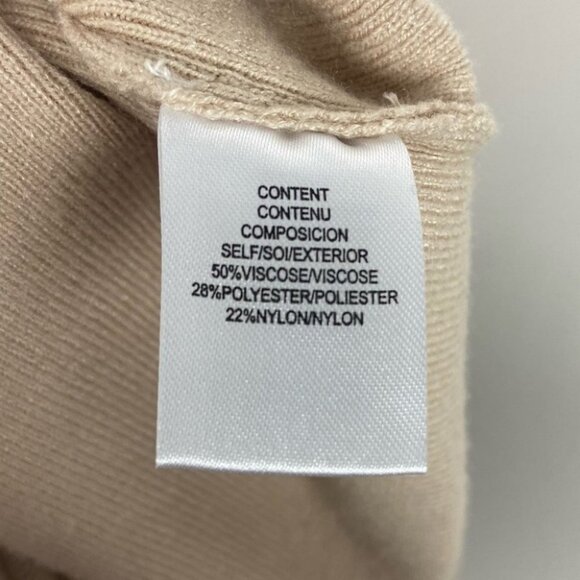 CONTENT
CONTENU
COMPOSICION
SELF/SOI/EXTERIOR
50%VISCOSE/VISCOSE
28%POLYESTER/POLIESTER
22%NYLON/NYLON